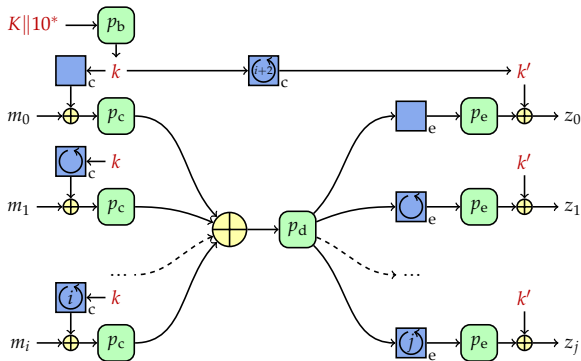 K∥10* p_b
c k i+2 c k′
m_0 p_c e p_e z_0
c k k′
m_1 p_c p_d e p_e z_1
... ...
i c k k′
m_i p_c j e p_e z_j